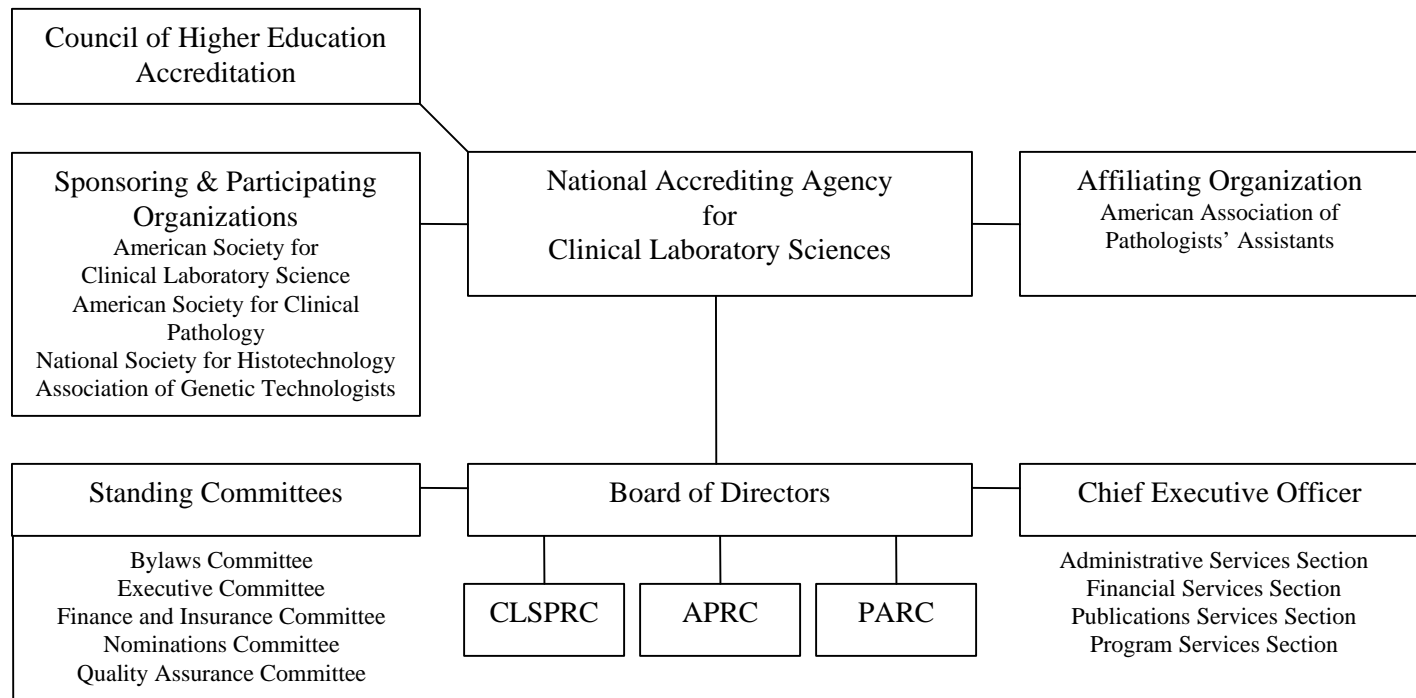 Council of Higher Education
Accreditation
Sponsoring & Participating
Organizations
American Society for
Clinical Laboratory Science
American Society for Clinical
Pathology
National Society for Histotechnology
Association of Genetic Technologists
National Accrediting Agency
for
Clinical Laboratory Sciences
Affiliating Organization
American Association of
Pathologists’ Assistants
Standing Committees
Bylaws Committee
Executive Committee
Finance and Insurance Committee
Nominations Committee
Quality Assurance Committee
Board of Directors
CLSPRC
APRC
PARC
Chief Executive Officer
Administrative Services Section
Financial Services Section
Publications Services Section
Program Services Section